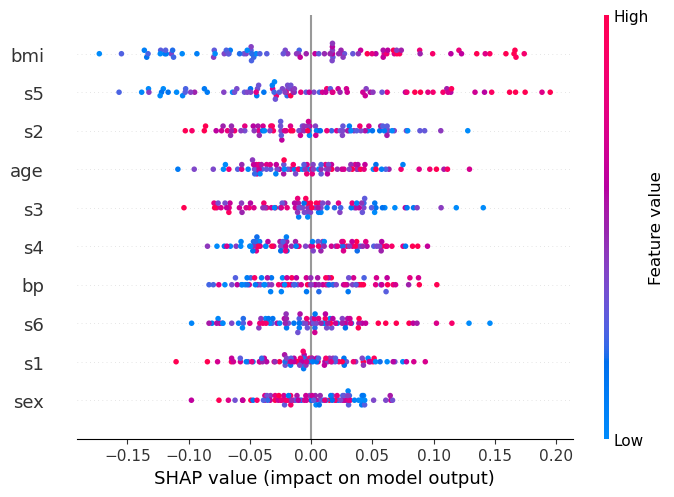 High
bmi
s5
s2
age
s3
s4
bp
s6
s1
sex
Feature value
Low
−0.15 −0.10 −0.05 0.00 0.05 0.10 0.15 0.20
SHAP value (impact on model output)